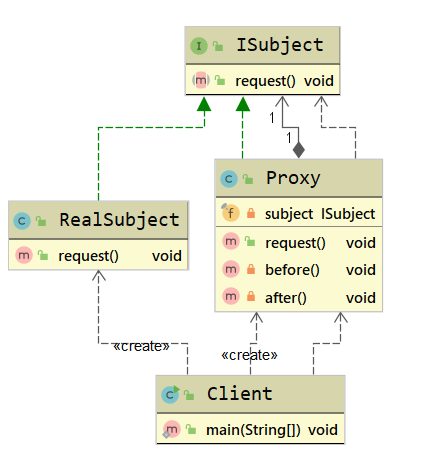 I ISubject
m request() void
1
1
C Proxy
f subject ISubject
m request() void
m before() void
m after() void
C RealSubject
m request() void
«create»
«create»
C Client
m main(String[]) void